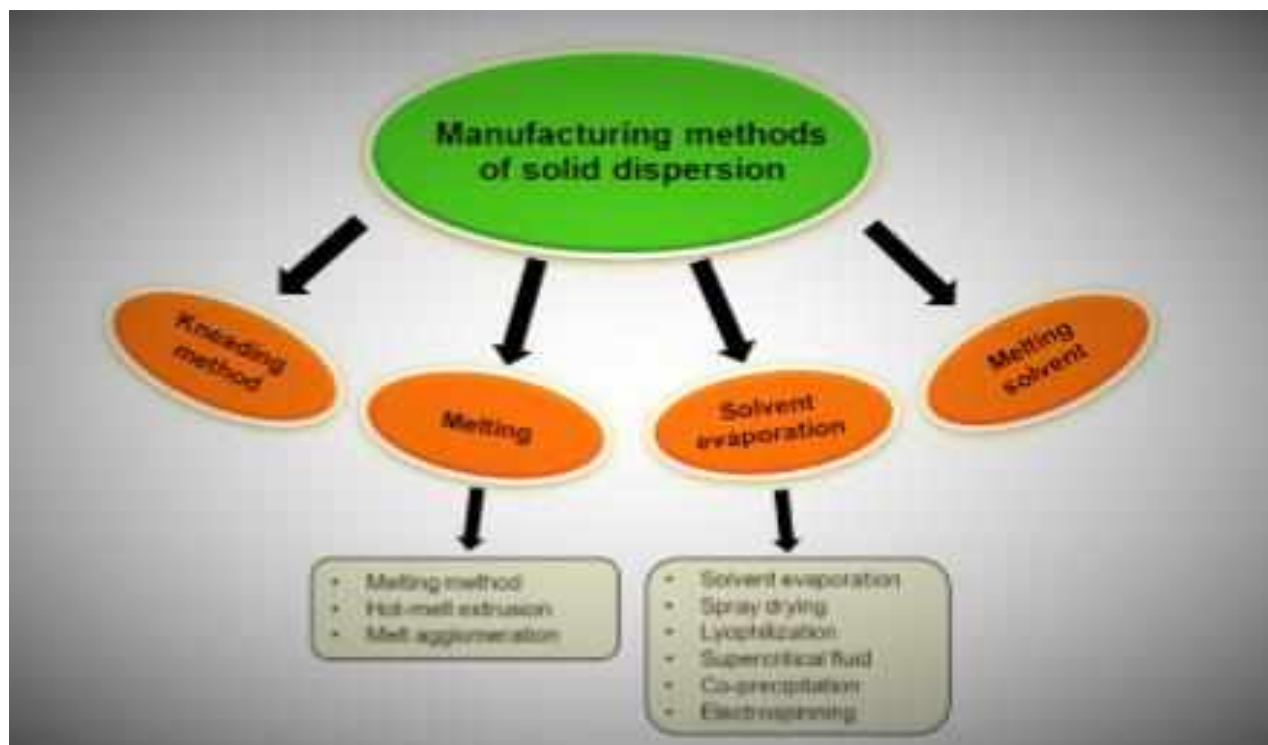 Manufacturing methods
of solid dispersion
Kneading
method
Melting
Solvent
evaporation
Melting
solvent
• Melting method
• Hot-melt extrusion
• Melt agglomeration
• Solvent evaporation
• Spray drying
• Lyophilization
• Supercritical fluid
• Co-precipitation
• Electrospinning